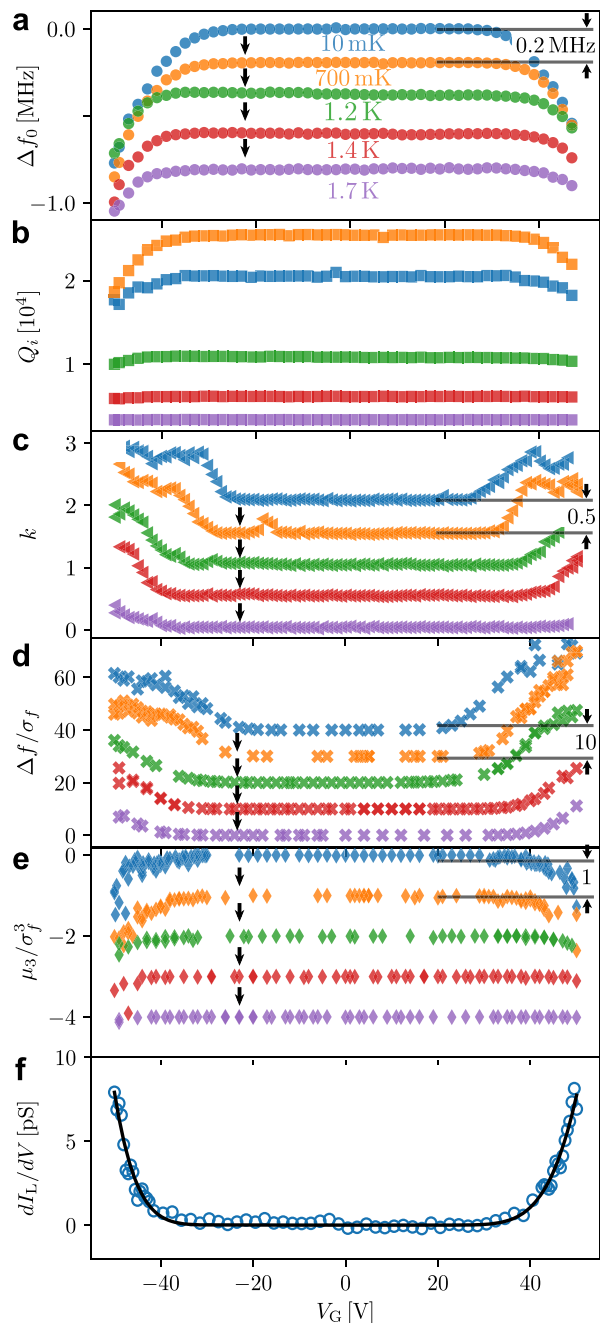 a
0.0
−1.0
Δf₀ [MHz]
10 mK
700 mK
1.2 K
1.4 K
1.7 K
0.2 MHz
b
2
1
Qᵢ [10⁴]
c
3
2
1
0
k
0.5
d
60
40
20
0
Δf/σ_f
10
e
0
−2
−4
μ₃/σ_f³
1
f
10
5
0
dI_L/dV [pS]
−40 −20 0 20 40
V_G [V]